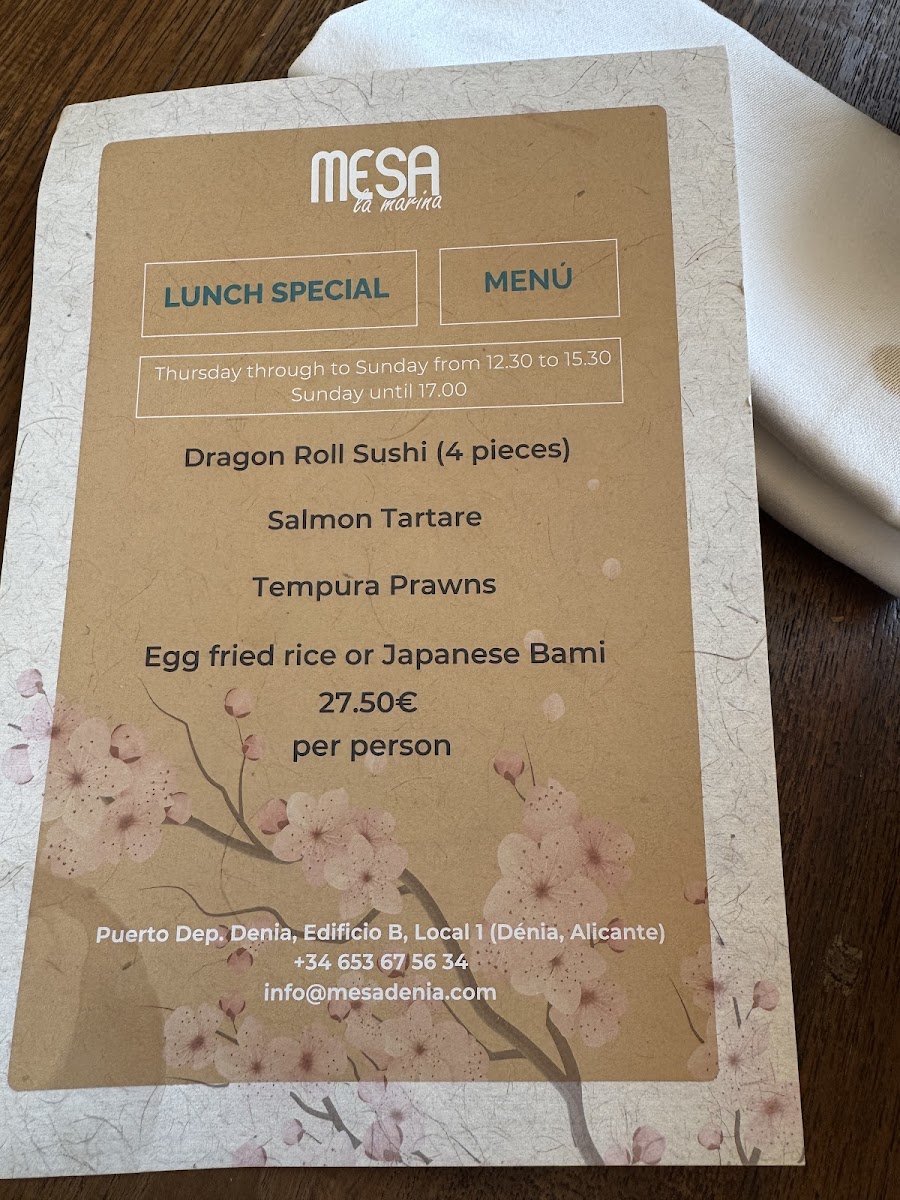 MESA
la marina
LUNCH SPECIAL
MENÚ
Thursday through to Sunday from 12.30 to 15.30
Sunday until 17.00
Dragon Roll Sushi (4 pieces)
Salmon Tartare
Tempura Prawns
Egg fried rice or Japanese Bami
27.50€
per person
Puerto Dep. Denia, Edificio B, Local 1 (Dénia, Alicante)
+34 653 67 56 34
info@mesadenia.com